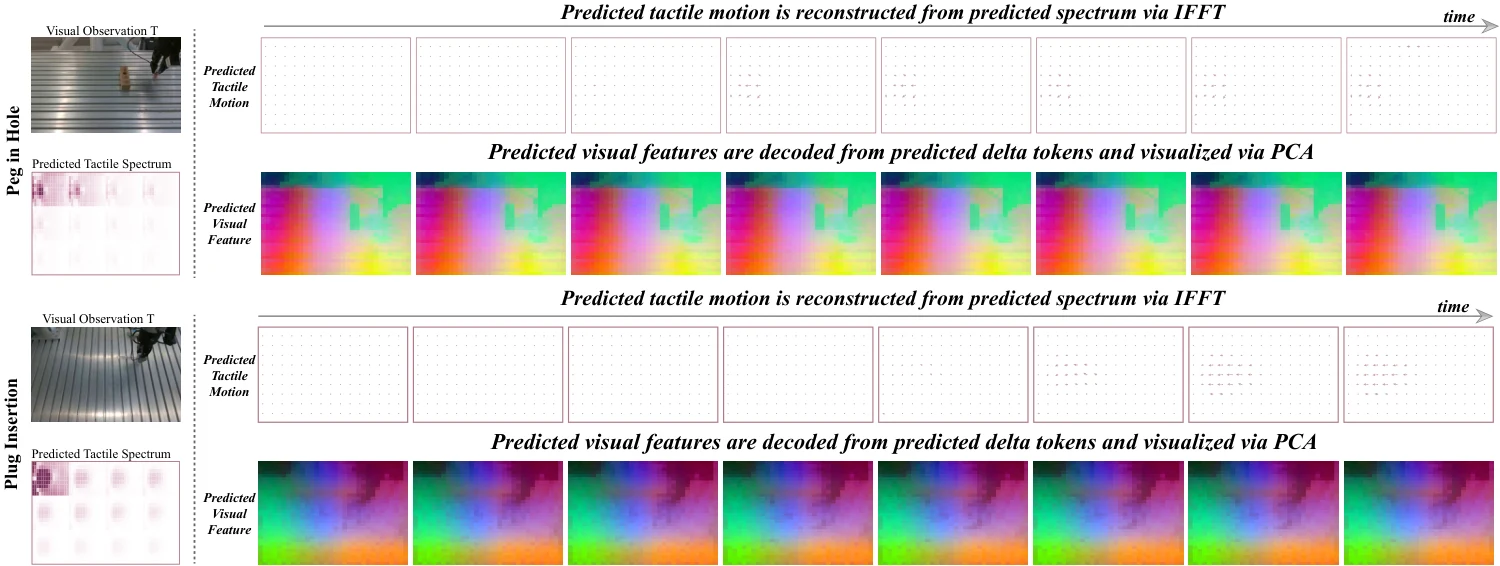 Predicted tactile motion is reconstructed from predicted spectrum via IFFT
time
Visual Observation T
Peg in Hole
Predicted
Tactile
Motion
Predicted visual features are decoded from predicted delta tokens and visualized via PCA
Predicted Tactile Spectrum
Predicted
Visual
Feature
Predicted tactile motion is reconstructed from predicted spectrum via IFFT
time
Visual Observation T
Plug Insertion
Predicted
Tactile
Motion
Predicted visual features are decoded from predicted delta tokens and visualized via PCA
Predicted Tactile Spectrum
Predicted
Visual
Feature